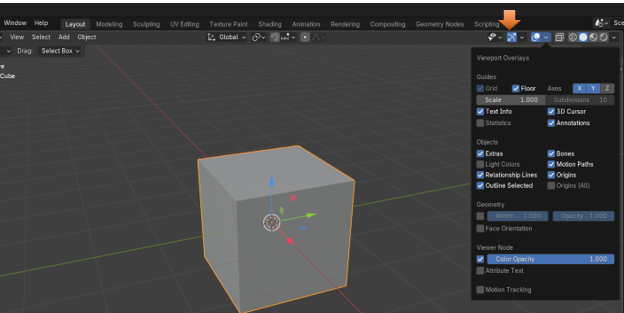 Window Help Layout Modeling Sculpting UV Editing Texture Paint Shading Animation Rendering Compositing Geometry Nodes Scripting Sce
View Select Add Object Global
Drag: Select Box
Cube
Viewport Overlays
Guides
Grid Floor Axes X Y Z
Scale 1.000 Subdivisions 10
Text Info 3D Cursor
Statistics Annotations
Objects
Extras Bones
Light Colors Motion Paths
Relationship Lines Origins
Outline Selected Origins (All)
Geometry
1.000 Opacity 1.000
Face Orientation
Viewer Node
Color Opacity 1.000
Attribute Text
Motion Tracking